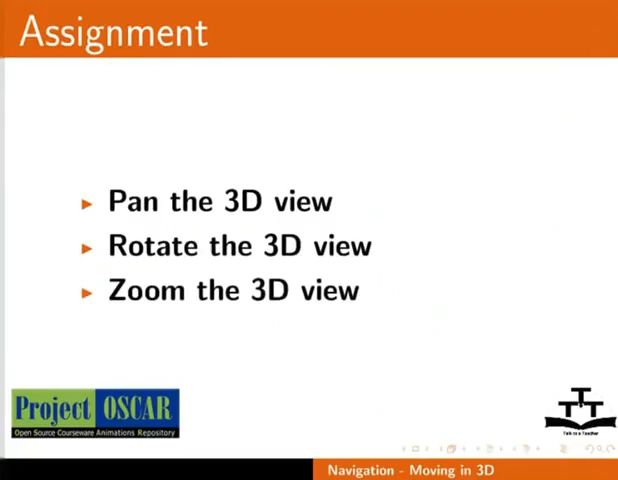 Assignment
Pan the 3D view
Rotate the 3D view
Zoom the 3D view
Project OSCAR
Open Source Courseware Animations Repository
TTT
Talk to a Teacher
Navigation - Moving in 3D